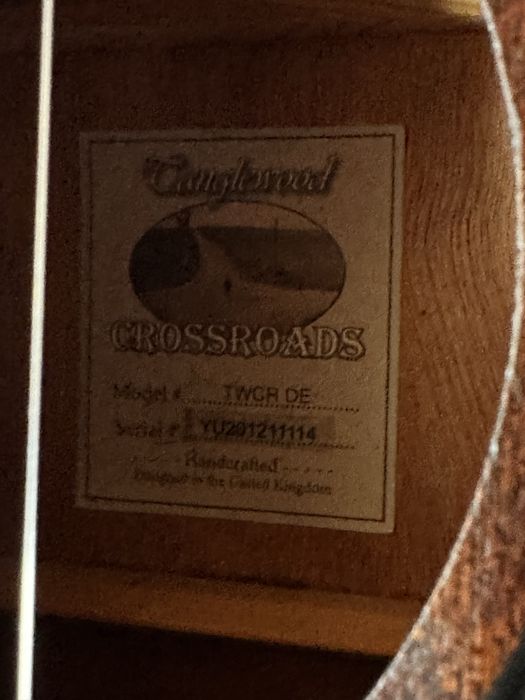 Tanglewood
CROSSROADS
Model # TWCR DE
Serial # YU201211114
Handcrafted
Designed in the United Kingdom